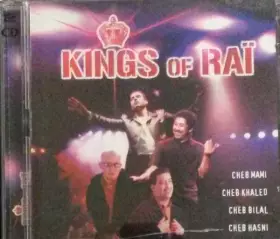 KINGS OF RAÏ
CHEB MAMI
CHEB KHALED
CHEB BILAL
CHEB HASNI